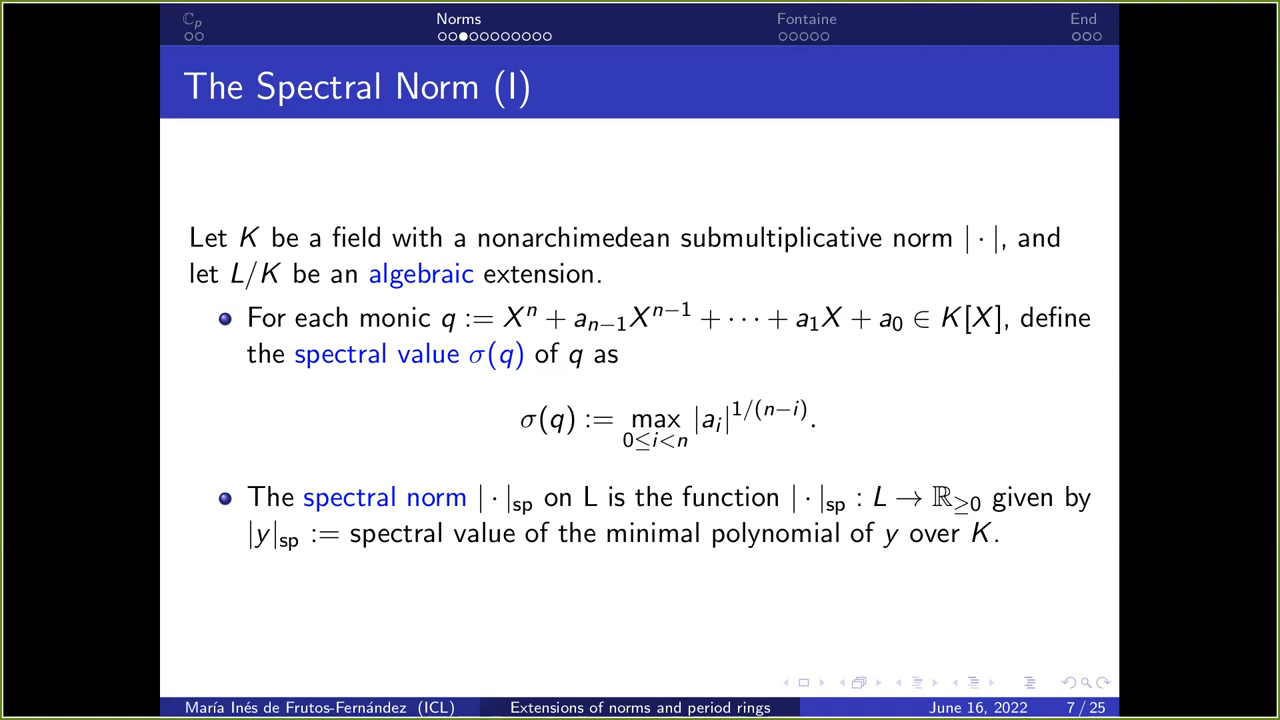 ℂ_p Norms Fontaine End
The Spectral Norm (I)
Let K be a field with a nonarchimedean submultiplicative norm | · |, and
let L/K be an algebraic extension.
For each monic q := X^n + a_{n−1}X^{n−1} + · · · + a_1X + a_0 ∈ K[X], define
the spectral value σ(q) of q as
σ(q) := max_{0≤i<n} |a_i|^{1/(n−i)}.
The spectral norm | · |_sp on L is the function | · |_sp : L → ℝ_{≥0} given by
|y|_sp := spectral value of the minimal polynomial of y over K.
María Inés de Frutos-Fernández (ICL) Extensions of norms and period rings June 16, 2022 7 / 25